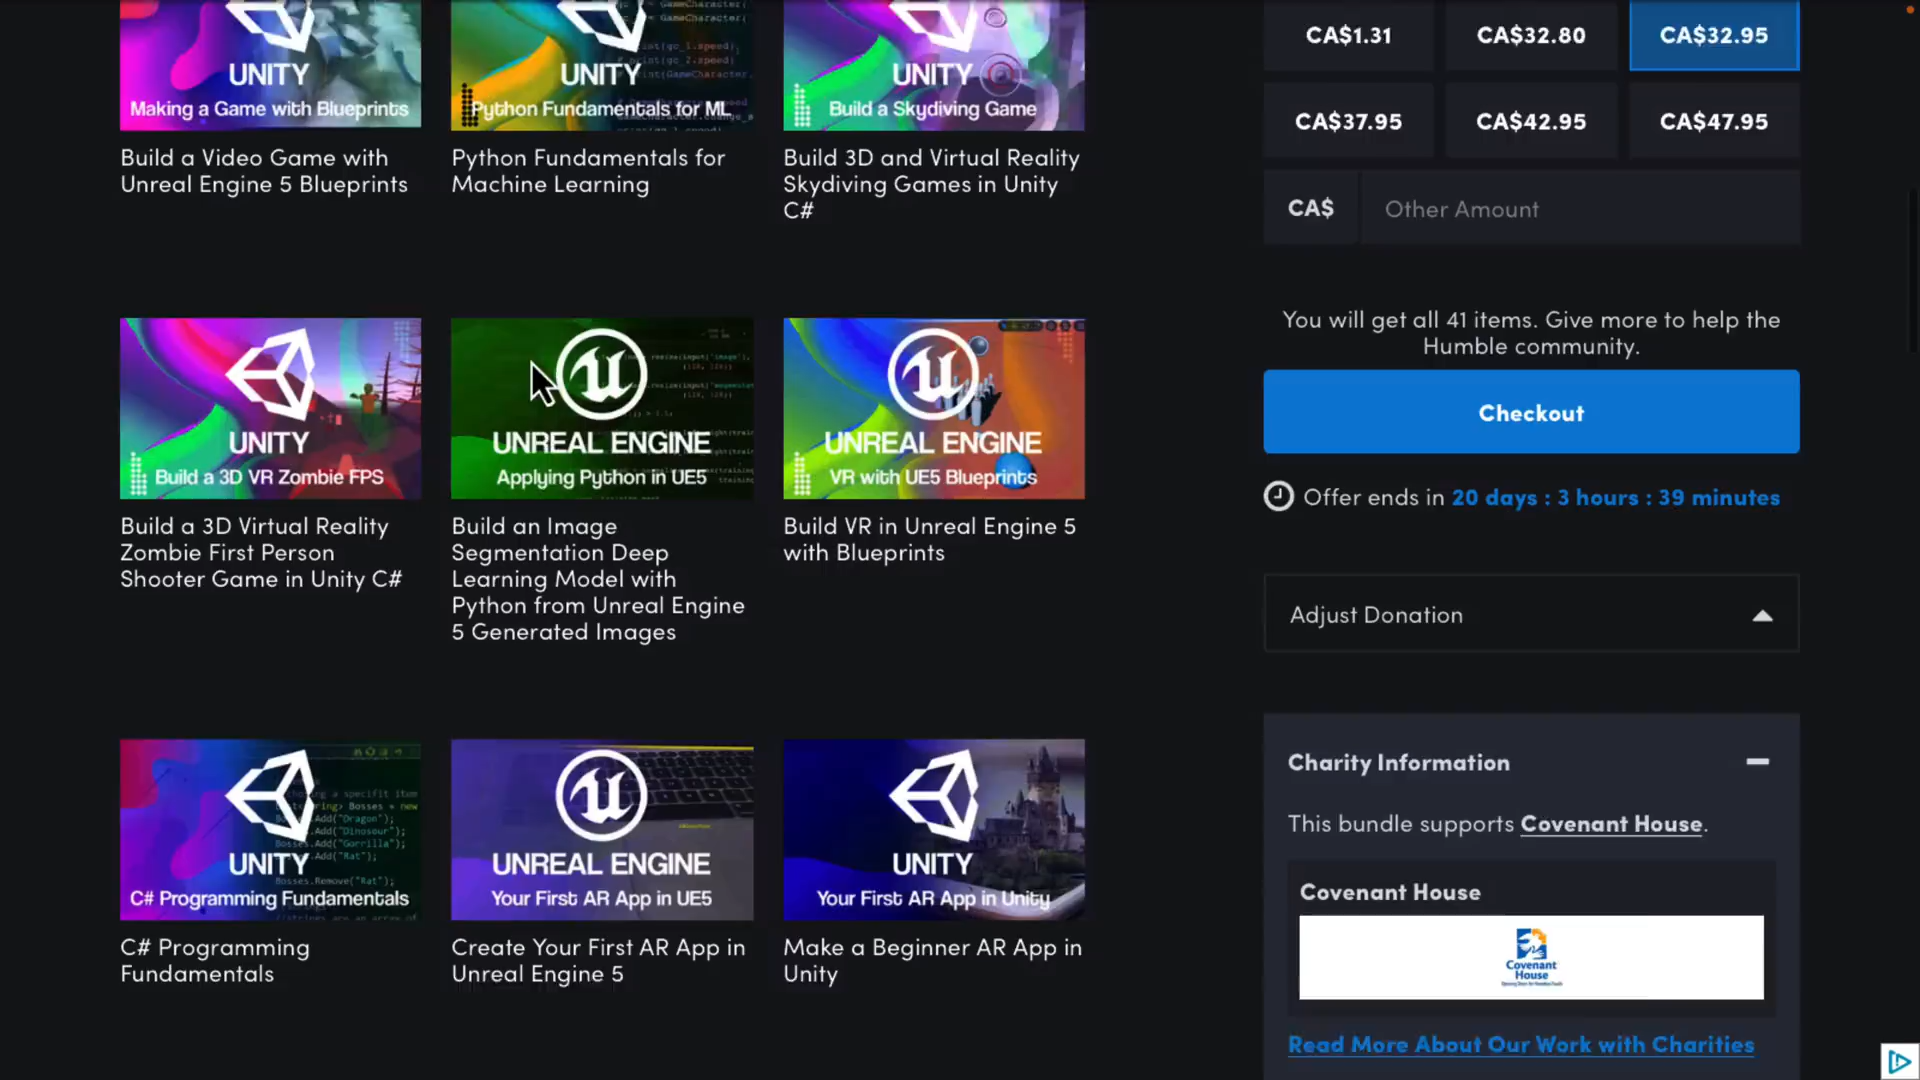 UNITY
Making a Game with Blueprints
Build a Video Game with
Unreal Engine 5 Blueprints
UNITY
Python Fundamentals for ML
Python Fundamentals for
Machine Learning
UNITY
Build a Skydiving Game
Build 3D and Virtual Reality
Skydiving Games in Unity
C#
UNITY
Build a 3D VR Zombie FPS
Build a 3D Virtual Reality
Zombie First Person
Shooter Game in Unity C#
UNREAL ENGINE
Applying Python in UE5
Build an Image
Segmentation Deep
Learning Model with
Python from Unreal Engine
5 Generated Images
UNREAL ENGINE
VR with UE5 Blueprints
Build VR in Unreal Engine 5
with Blueprints
UNITY
C# Programming Fundamentals
C# Programming
Fundamentals
UNREAL ENGINE
Your First AR App in UE5
Create Your First AR App in
Unreal Engine 5
UNITY
Your First AR App in Unity
Make a Beginner AR App in
Unity
CA$1.31
CA$32.80
CA$32.95
CA$37.95
CA$42.95
CA$47.95
CA$
Other Amount
You will get all 41 items. Give more to help the
Humble community.
Checkout
Offer ends in 20 days : 3 hours : 39 minutes
Adjust Donation
Charity Information
This bundle supports Covenant House.
Covenant House
Covenant
House
Read More About Our Work with Charities